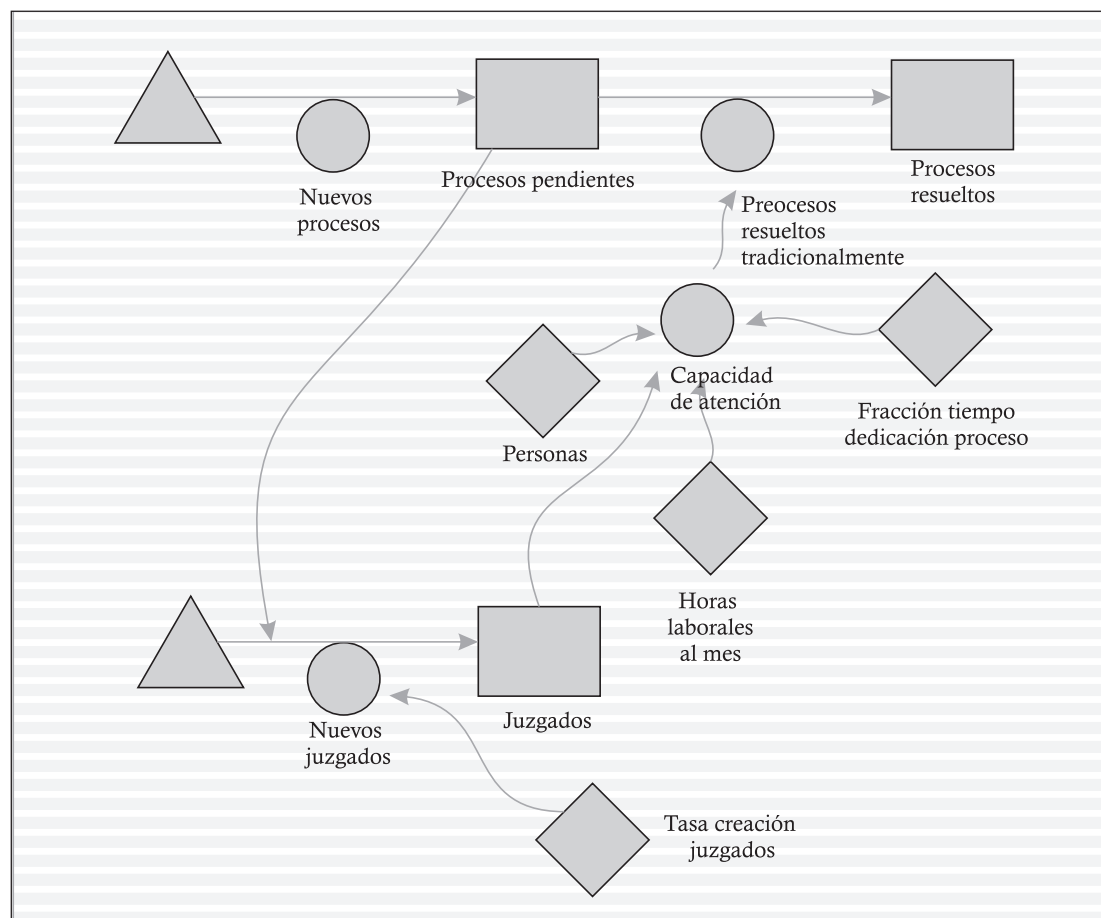 Procesos pendientes
Procesos
resueltos
Nuevos
procesos
Preocesos
resueltos
tradicionalmente
Capacidad
de atención
Fracción tiempo
dedicación proceso
Personas
Horas
laborales
al mes
Juzgados
Nuevos
juzgados
Tasa creación
juzgados